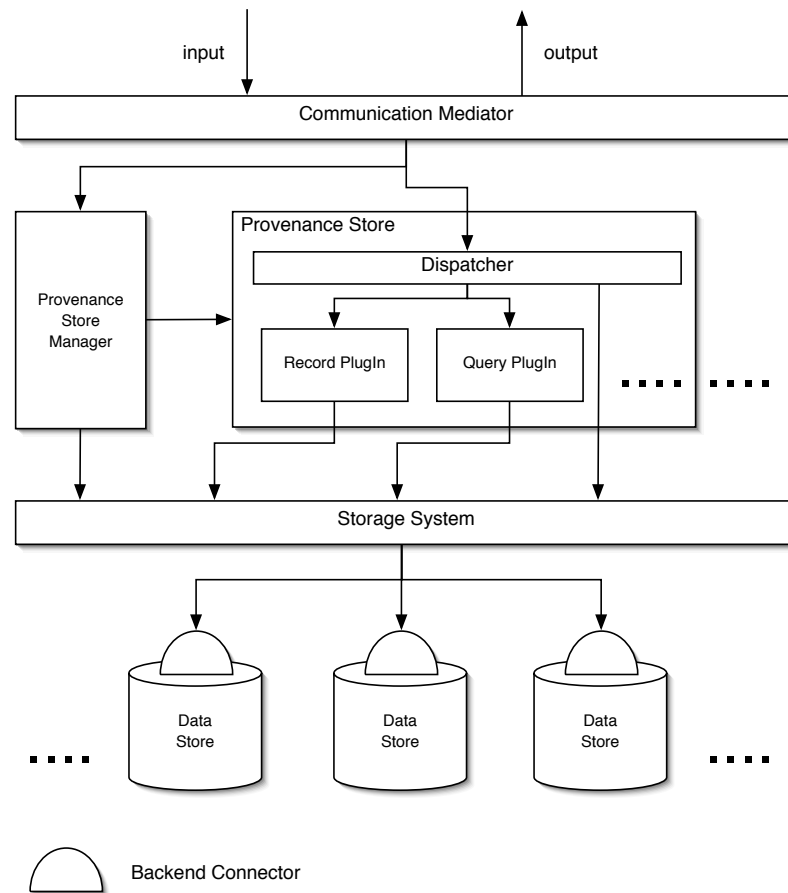 input
output
Communication Mediator
Provenance Store
Dispatcher
Provenance
Store
Manager
Record PlugIn
Query PlugIn
Storage System
Data
Store
Data
Store
Data
Store
Backend Connector